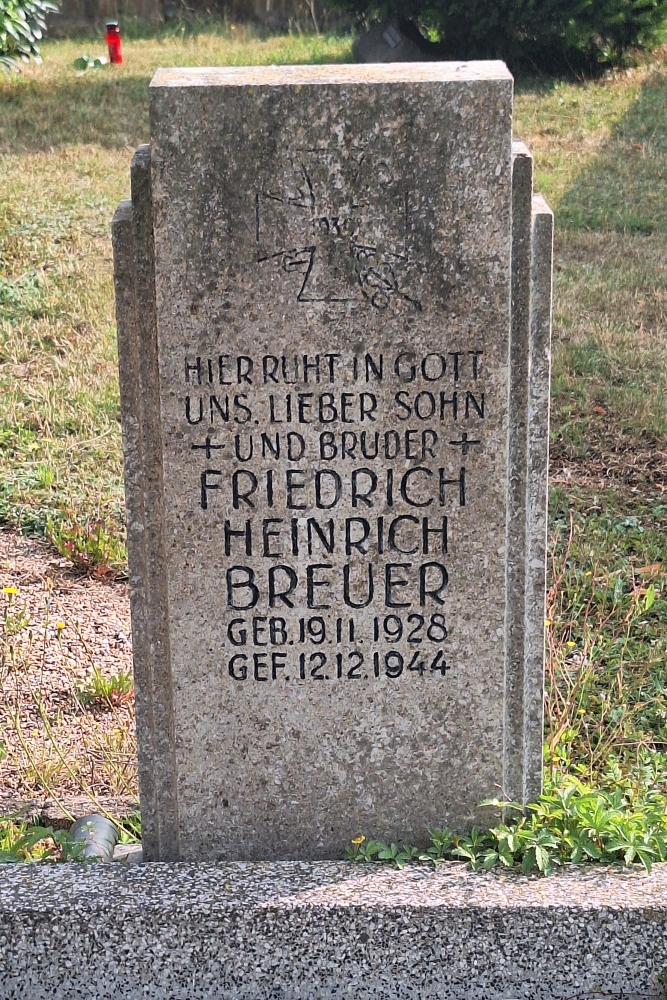 HIER RUHT IN GOTT
UNS. LIEBER SOHN
+ UND BRUDER +
FRIEDRICH
HEINRICH
BREUER
GEB. 19. 11. 1928
GEF. 12. 12. 1944